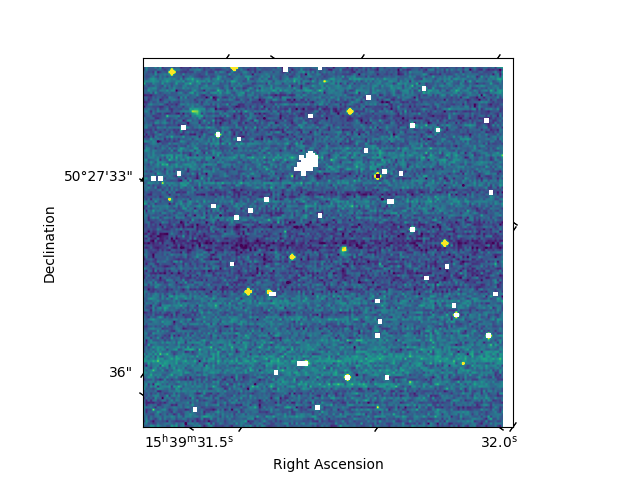 50°27'33"
Declination
36"
15ʰ39ᵐ31.5ˢ
32.0ˢ
Right Ascension